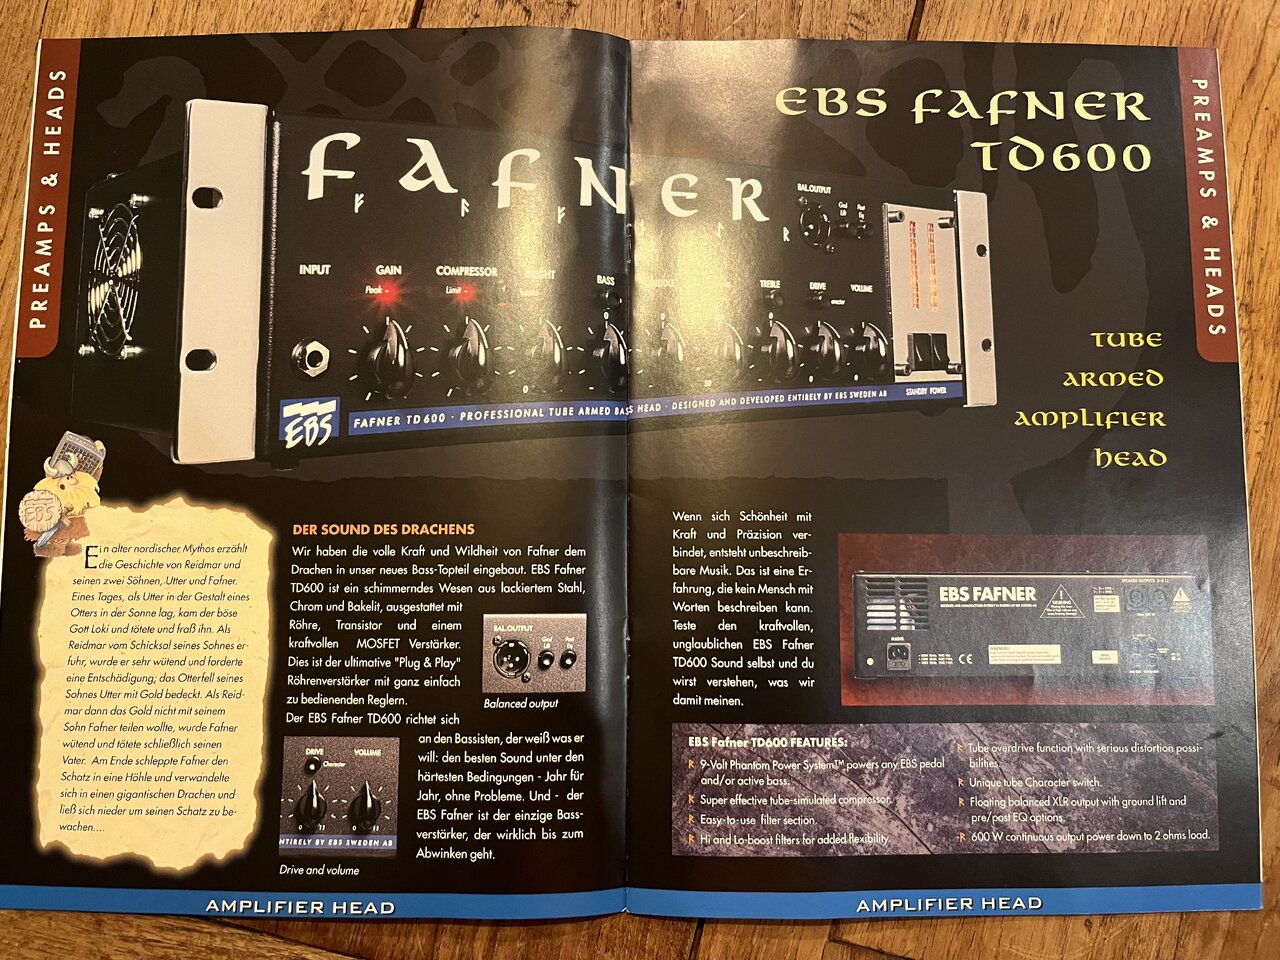 PREAMPS & HEADS
FAFNER
INPUT
GAIN
Peak
COMPRESSOR
Limit
BASS
TREBLE
DRIVE
VOLUME
BAL.OUTPUT
Gnd Lift
Post Eq
STANDBY POWER
EBS
FAFNER TD600 · PROFESSIONAL TUBE ARMED BASS HEAD · DESIGNED AND DEVELOPED ENTIRELY BY EBS SWEDEN AB
EBS
Ein alter nordischer Mythos erzählt
die Geschichte von Reidmar und
seinen zwei Söhnen, Utter und Fafner.
Eines Tages, als Utter in der Gestalt eines
Otters in der Sonne lag, kam der böse
Gott Loki und tötete und fraß ihn. Als
Reidmar vom Schicksal seines Sohnes er-
fuhr, wurde er sehr wütend und forderte
eine Entschädigung; das Otterfell seines
Sohnes Utter mit Gold bedeckt. Als Reid-
mar dann das Gold nicht mit seinem
Sohn Fafner teilen wollte, wurde Fafner
wütend und tötete schließlich seinen
Vater. Am Ende schleppte Fafner den
Schatz in eine Höhle und verwandelte
sich in einen gigantischen Drachen und
ließ sich nieder um seinen Schatz zu be-
wachen....
DER SOUND DES DRACHENS
Wir haben die volle Kraft und Wildheit von Fafner dem
Drachen in unser neues Bass-Topteil eingebaut. EBS Fafner
TD600 ist ein schimmerndes Wesen aus lackiertem Stahl,
Chrom und Bakelit, ausgestattet mit
Röhre, Transistor und einem
kraftvollen MOSFET Verstärker.
Dies ist der ultimative "Plug & Play"
Röhrenverstärker mit ganz einfach
zu bedienenden Reglern.
Der EBS Fafner TD600 richtet sich
an den Bassisten, der weiß was er
will: den besten Sound unter den
härtesten Bedingungen - Jahr für
Jahr, ohne Probleme. Und - der
EBS Fafner ist der einzige Bass-
verstärker, der wirklich bis zum
Abwinken geht.
BAL.OUTPUT
Gnd Lift
Post
Balanced output
DRIVE
VOLUME
Character
0 11
0 11
NTIRELY BY EBS SWEDEN AB
Drive and volume
AMPLIFIER HEAD
EBS FAFNER
TD600
PREAMPS & HEADS
TUBE
ARMED
AMPLIFIER
HEAD
Wenn sich Schönheit mit
Kraft und Präzision ver-
bindet, entsteht unbeschreib-
bare Musik. Das ist eine Er-
fahrung, die kein Mensch mit
Worten beschreiben kann.
Teste den kraftvollen,
unglaublichen EBS Fafner
TD600 Sound selbst und du
wirst verstehen, was wir
damit meinen.
EBS FAFNER
MAINS
CE
EBS Fafner TD600 FEATURES:
9-Volt Phantom Power System™ powers any EBS pedal
and/or active bass.
Super effective tube-simulated compressor.
Easy-to-use filter section.
Hi and Lo-boost filters for added flexibility.
Tube overdrive function with serious distortion possi-
bilities.
Unique tube Character switch.
Floating balanced XLR output with ground lift and
pre/post EQ options.
600 W continuous output power down to 2 ohms load.
AMPLIFIER HEAD